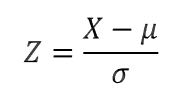 Z = (X − μ) / σ